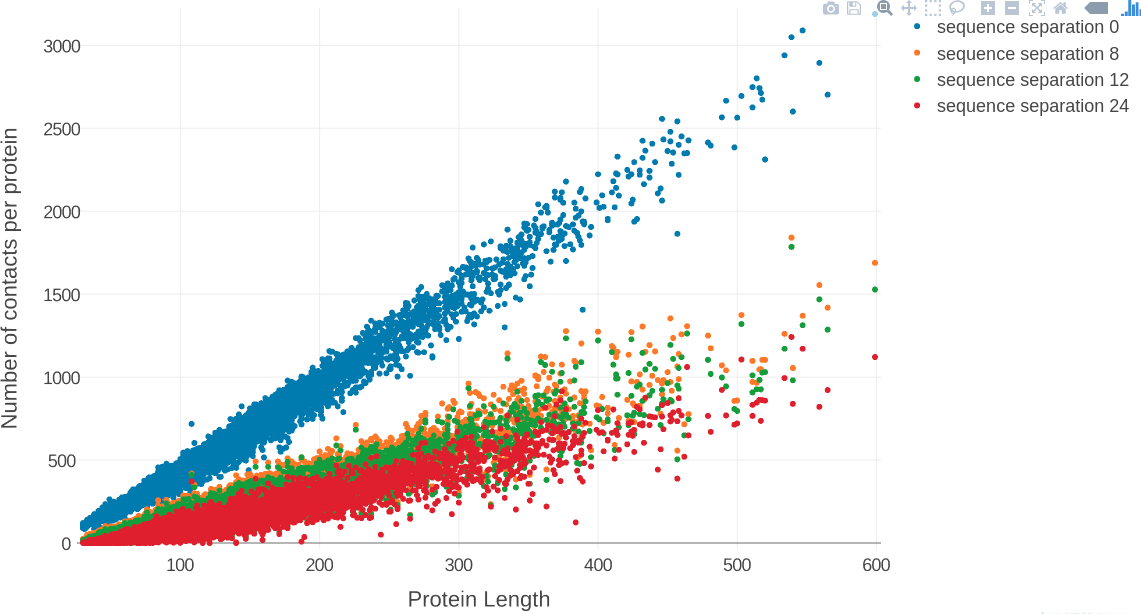 sequence separation 0
sequence separation 8
sequence separation 12
sequence separation 24
Number of contacts per protein
3000
2500
2000
1500
1000
500
0
100 200 300 400 500 600
Protein Length